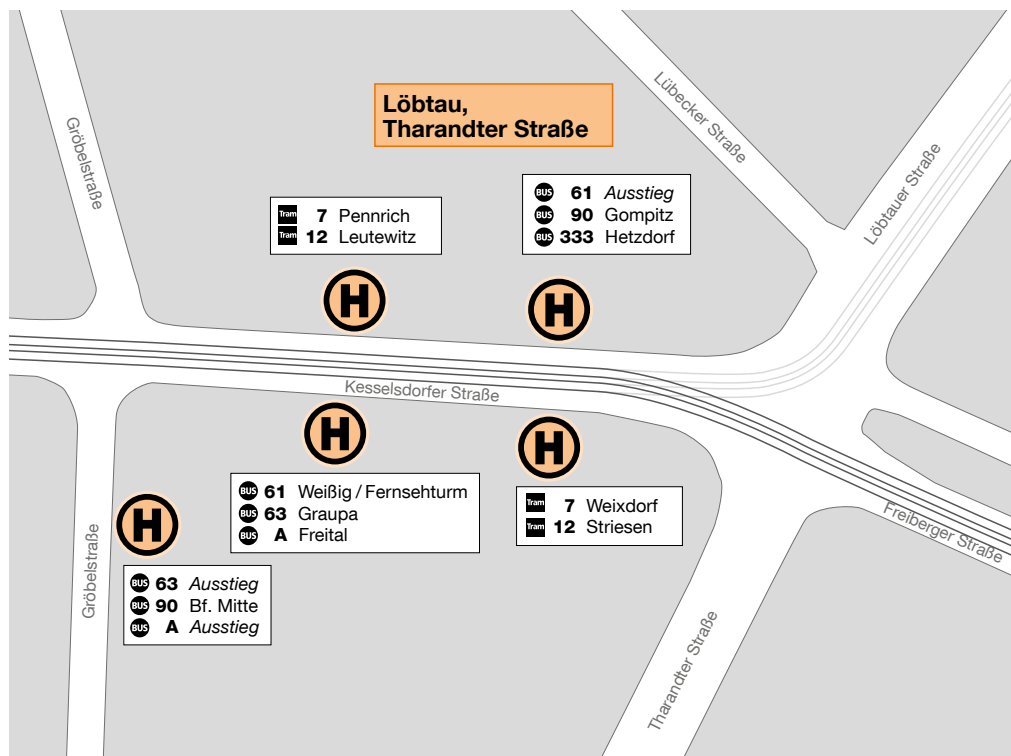 Löbtau,
Tharandter Straße
Lübecker Straße
Gröbelstraße
Löbtauer Straße
Tram 7 Pennrich
Tram 12 Leutewitz
BUS 61 Ausstieg
BUS 90 Gompitz
BUS 333 Hetzdorf
H
H
Kesselsdorfer Straße
H
H
BUS 61 Weißig / Fernsehturm
BUS 63 Graupa
BUS A Freital
Tram 7 Weixdorf
Tram 12 Striesen
Freiberger Straße
H
Gröbelstraße
BUS 63 Ausstieg
BUS 90 Bf. Mitte
BUS A Ausstieg
Tharandter Straße